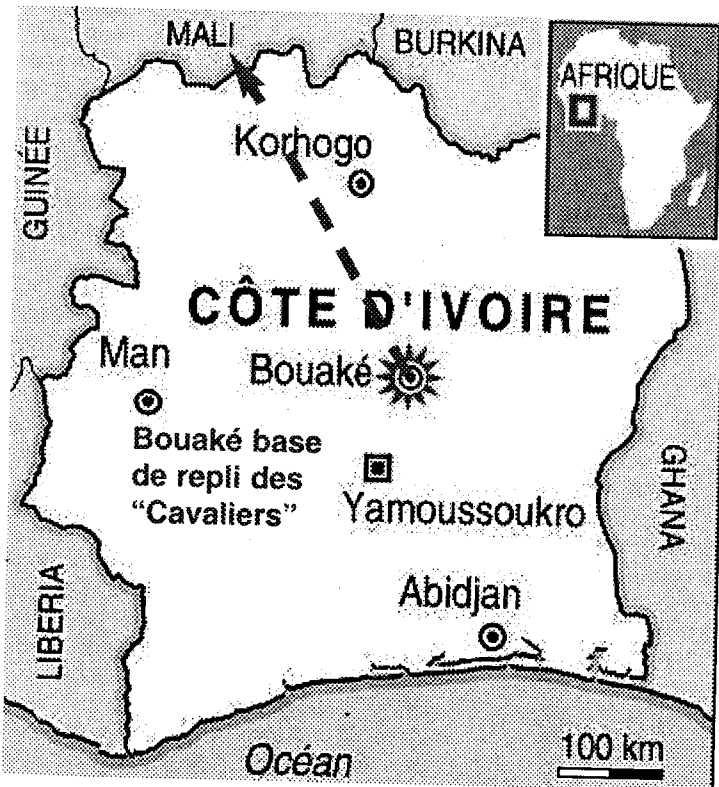 MALI
BURKINA
AFRIQUE
GUINÉE
Korhogo
CÔTE D'IVOIRE
Man
Bouaké
Bouaké base
de repli des
“Cavaliers”
Yamoussoukro
GHANA
LIBERIA
Abidjan
Océan
100 km